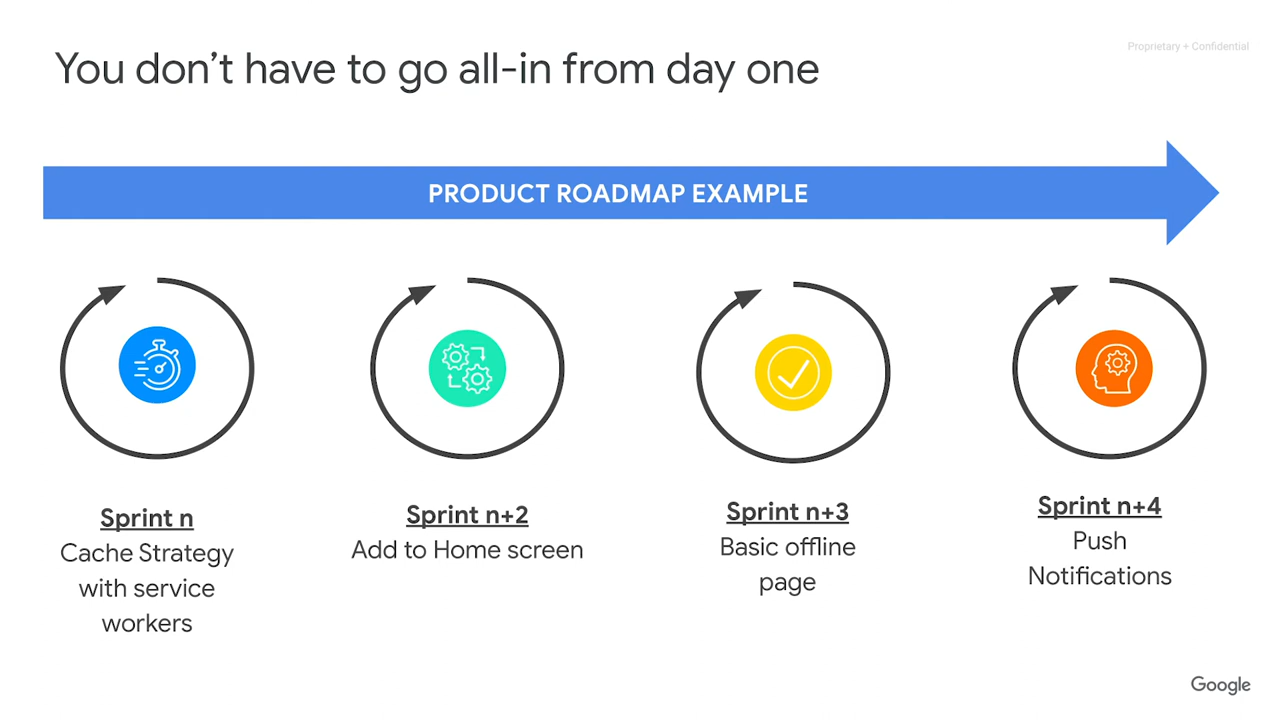 Proprietary + Confidential
You don't have to go all-in from day one
PRODUCT ROADMAP EXAMPLE
Sprint n
Cache Strategy
with service
workers
Sprint n+2
Add to Home screen
Sprint n+3
Basic offline
page
Sprint n+4
Push
Notifications
Google